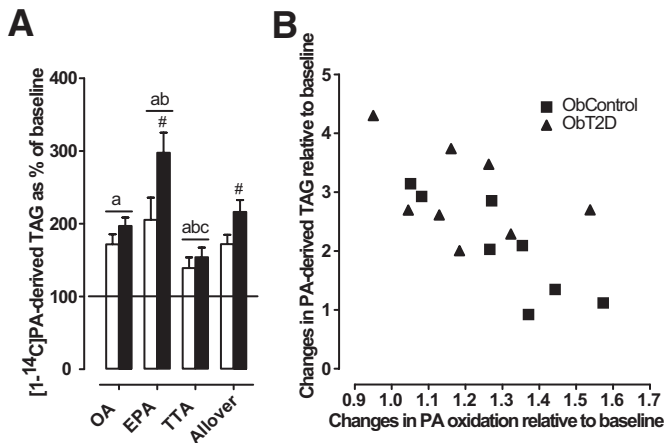 A
[1-¹⁴C]PA-derived TAG as % of baseline
400
300
200
100
0
a
ab
#
abc
#
OA
EPA
TTA
Allover
B
Changes in PA-derived TAG relative to baseline
5
4
3
2
1
0
ObControl
ObT2D
0.9 1.0 1.1 1.2 1.3 1.4 1.5 1.6 1.7
Changes in PA oxidation relative to baseline